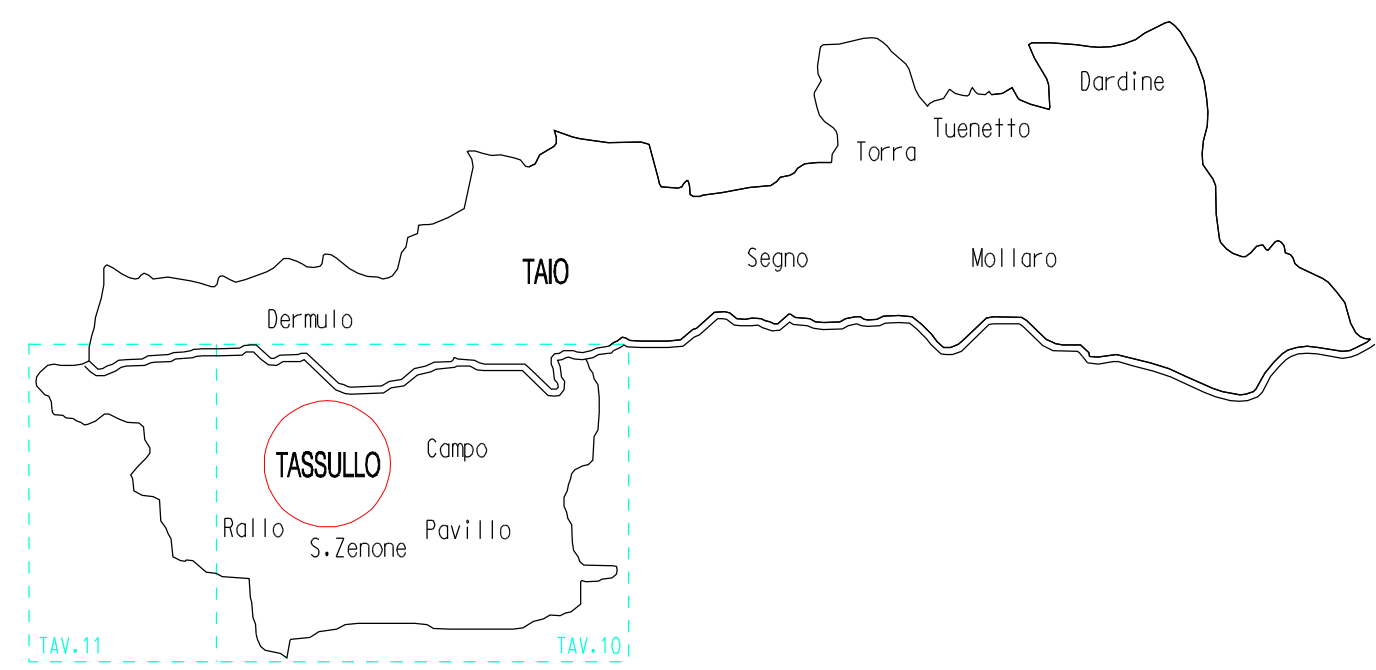 Dardine
Tuenetto
Torra
Segno
Mollaro
TAIO
Dermulo
Campo
TASSULLO
Rallo
Pavillo
S.Zenone
TAV.11
TAV.10